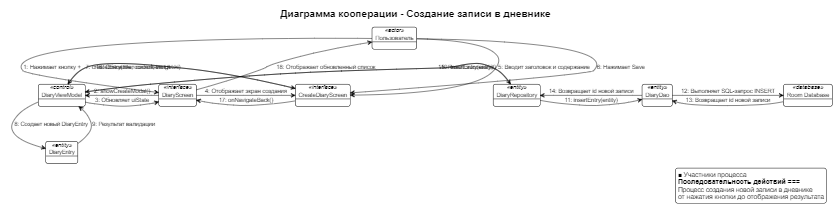 Диаграмма кооперации - Создание записи в дневнике
«actor»
Пользователь
1: Нажимает кнопку +
18: Отображает обновленный список
5: Вводит заголовок и содержание
6: Нажимает Save
«control»
DiaryViewModel
2: showCreateModal()
3: Обновляет uiState
«interface»
DiaryScreen
4: Отображает экран создания
17: onNavigateBack()
«interface»
CreateDiaryScreen
«entity»
DiaryRepository
14: Возвращает id новой записи
11: insertEntry(entity)
«entity»
DiaryDao
12: Выполняет SQL-запрос INSERT
13: Возвращает id новой записи
«database»
Room Database
8: Создает новый DiaryEntry
9: Результат валидации
«entity»
DiaryEntry
■ Участники процесса
Последовательность действий ===
Процесс создания новой записи в дневнике
от нажатия кнопки до отображения результата